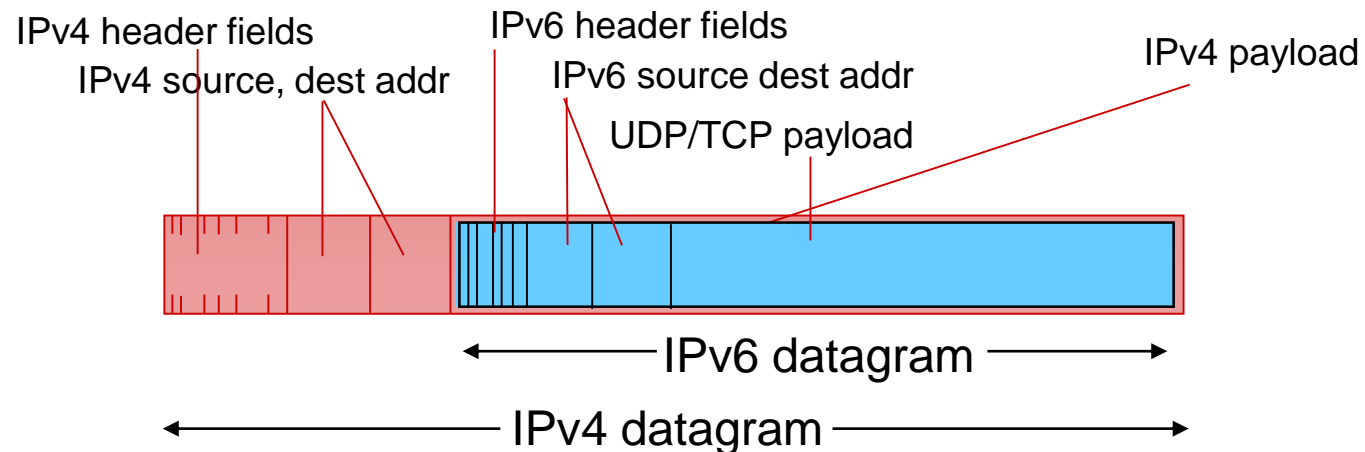 IPv4 header fields
IPv4 source, dest addr
IPv6 header fields
IPv6 source dest addr
UDP/TCP payload
IPv4 payload
IPv6 datagram
IPv4 datagram